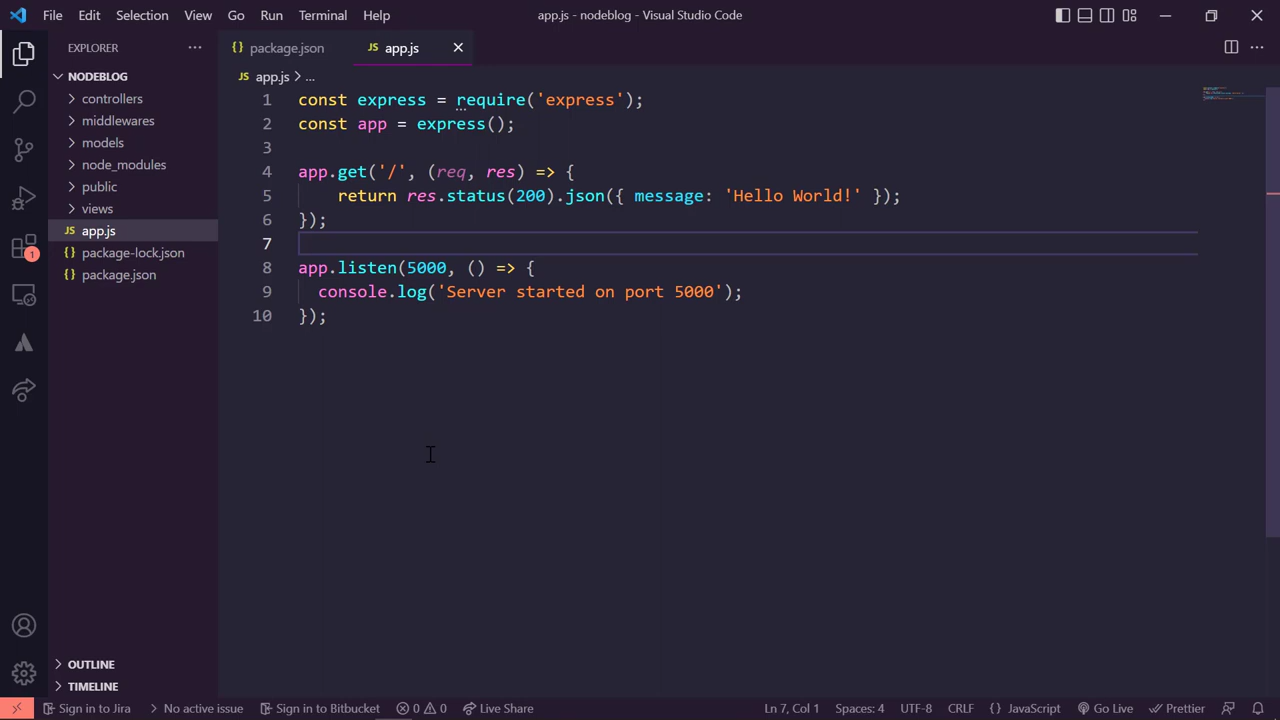 File Edit Selection View Go Run Terminal Help app.js - nodeblog - Visual Studio Code
EXPLORER
NODEBLOG
controllers
middlewares
models
node_modules
public
views
JS app.js
{} package-lock.json
{} package.json
OUTLINE
TIMELINE
1
{} package.json JS app.js
JS app.js > ...
1 const express = require('express');
2 const app = express();
3
4 app.get('/', (req, res) => {
5 return res.status(200).json({ message: 'Hello World!' });
6 });
7
8 app.listen(5000, () => {
9 console.log('Server started on port 5000');
10 });
Sign in to Jira No active issue Sign in to Bitbucket 0 0 Live Share Ln 7, Col 1 Spaces: 4 UTF-8 CRLF {} JavaScript Go Live Prettier